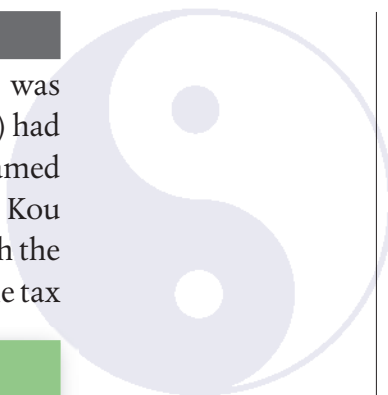 was
) had
amed
Kou
h the
e tax